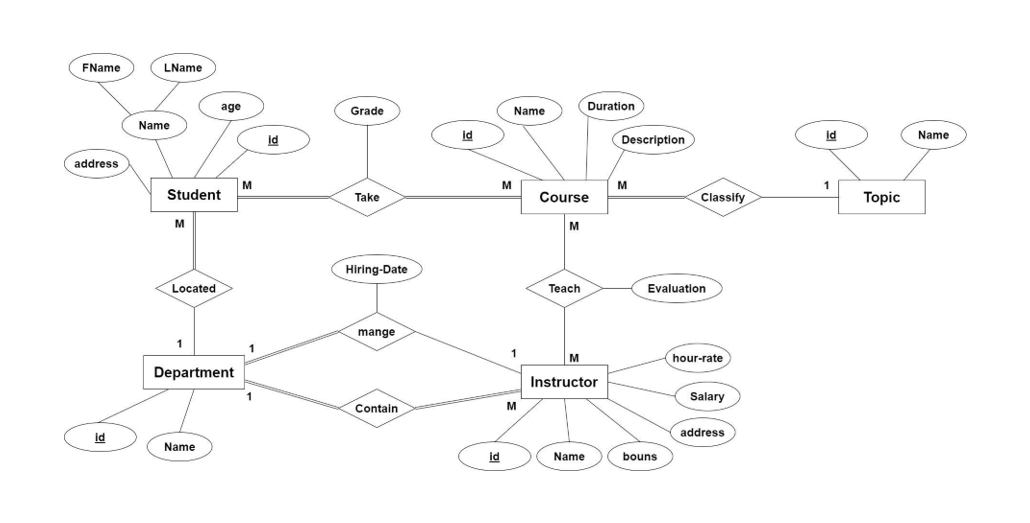 FName
LName
Name
age
id
address
Student
M
M
Grade
Take
M
id
Name
Duration
Description
Course
M
M
Classify
1
id
Name
Topic
Located
1
Hiring-Date
mange
1
1
Teach
Evaluation
M
Department
1
Contain
M
id
Name
Instructor
hour-rate
Salary
address
id
Name
bouns